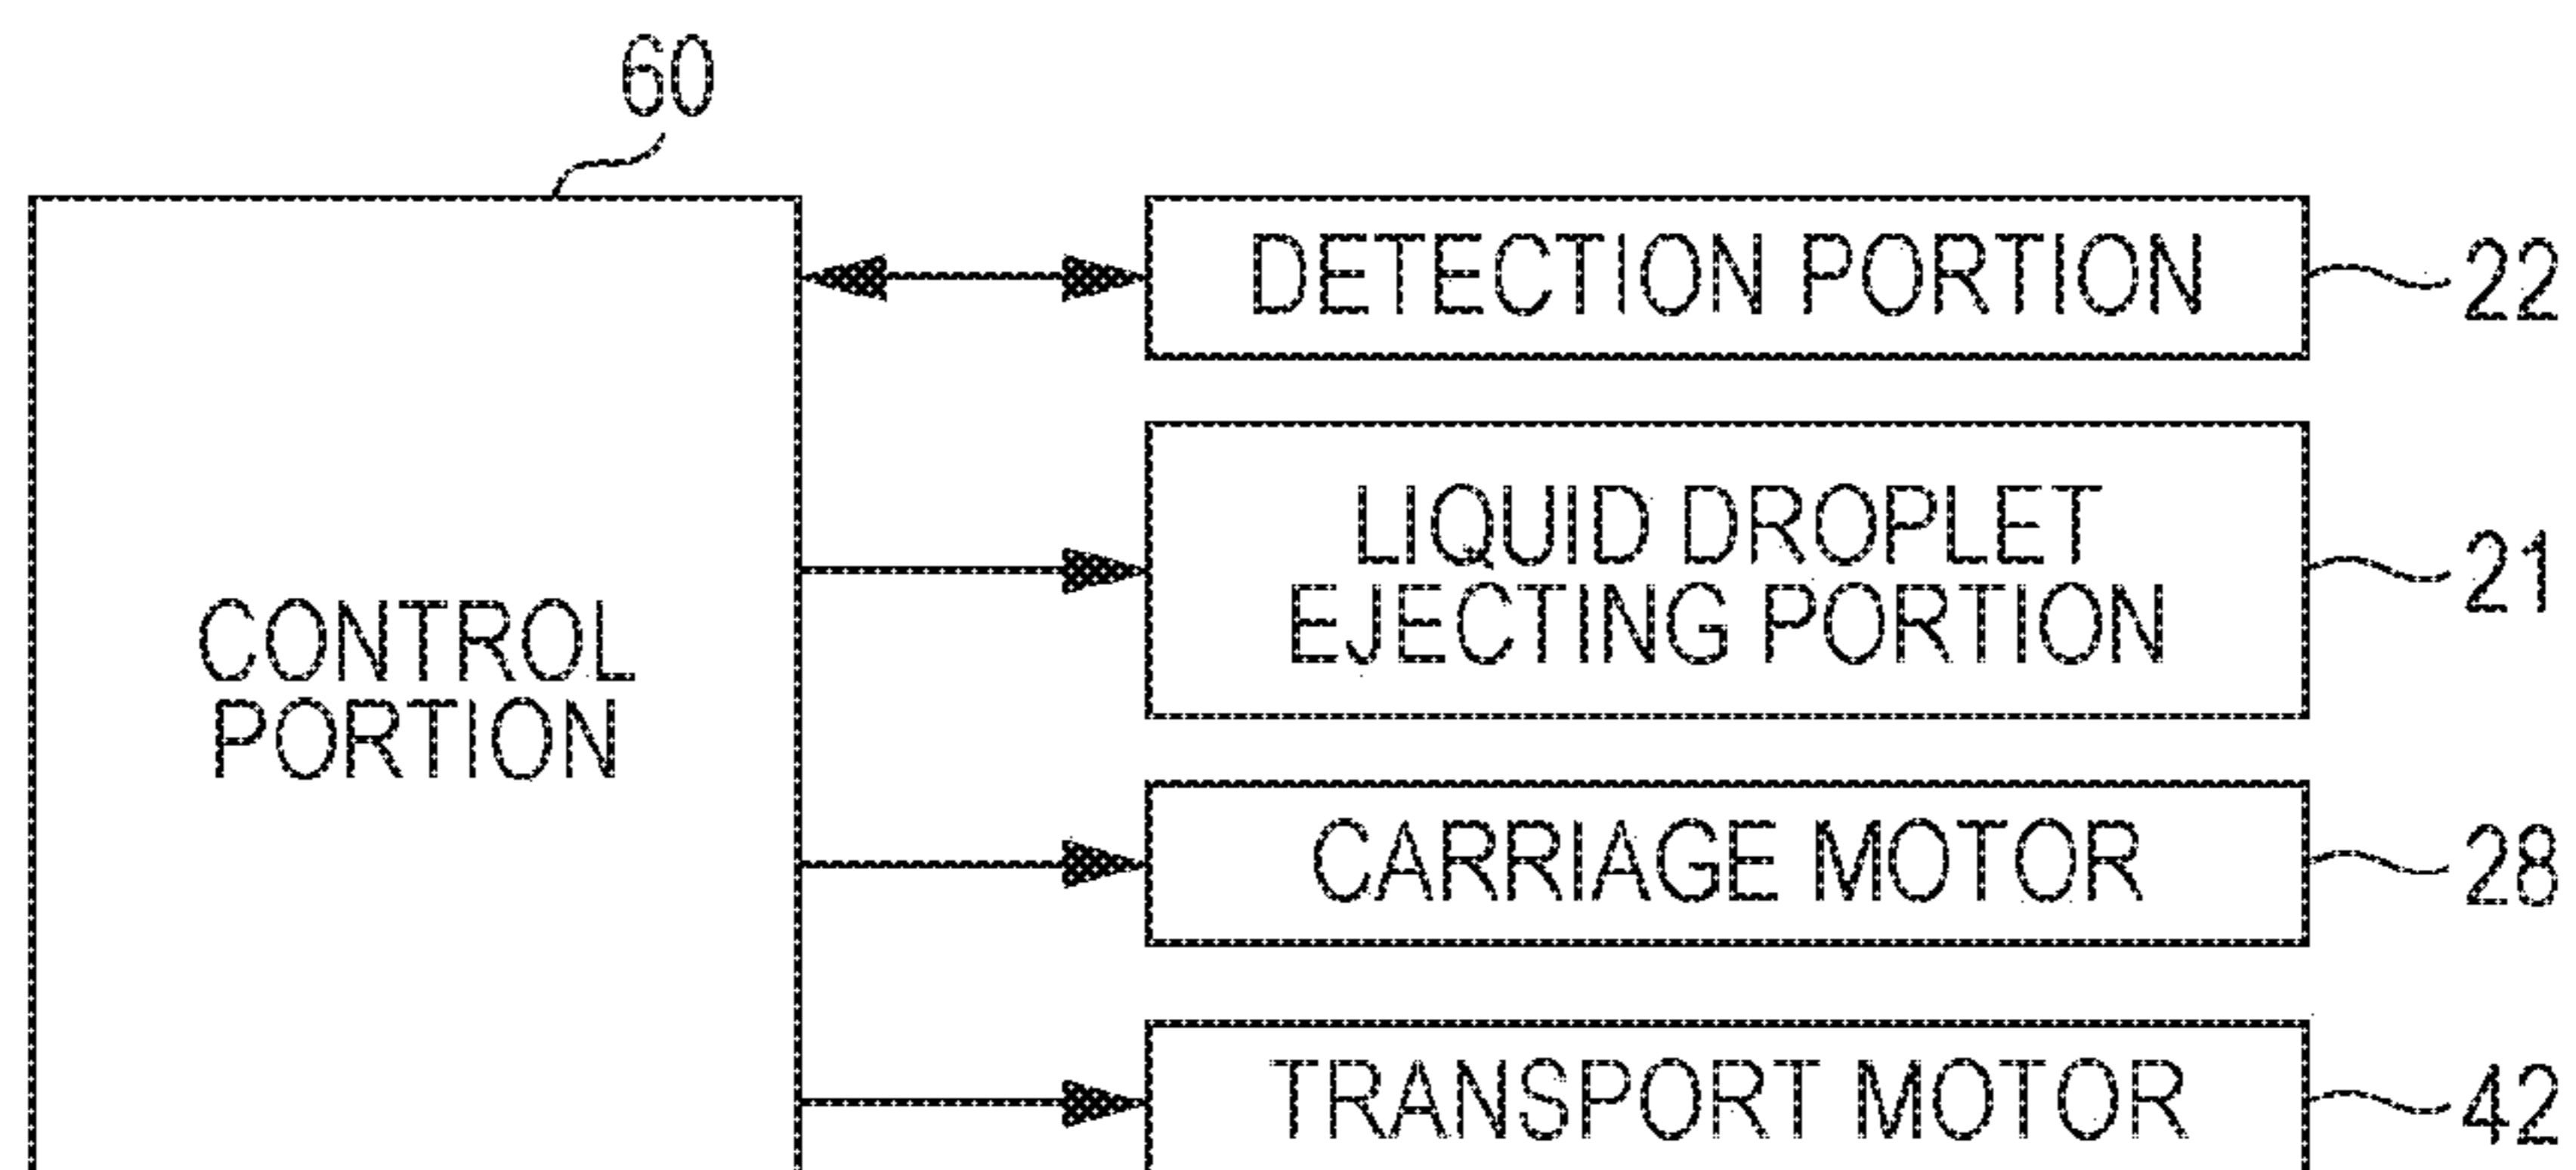 60
DETECTION PORTION
22
LIQUID DROPLET
EJECTING PORTION
21
CONTROL
PORTION
CARRIAGE MOTOR
28
TRANSPORT MOTOR
42